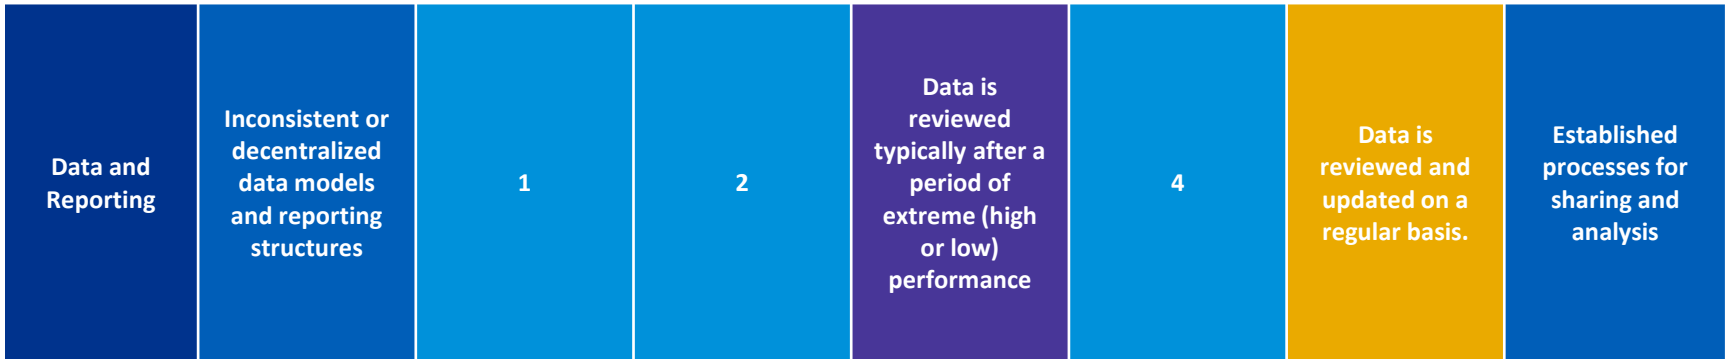 Data and
Reporting
Inconsistent or
decentralized
data models
and reporting
structures
1
2
Data is
reviewed
typically after a
period of
extreme (high
or low)
performance
4
Data is
reviewed and
updated on a
regular basis.
Established
processes for
sharing and
analysis